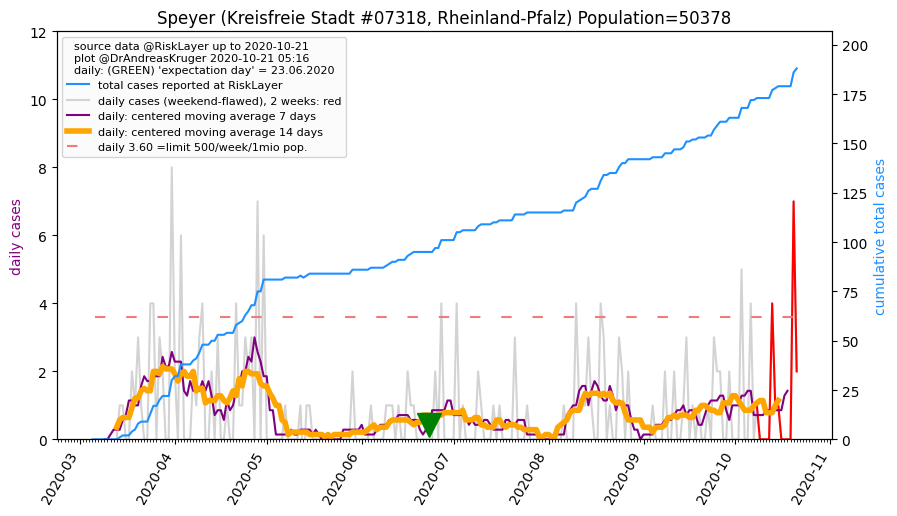 Speyer (Kreisfreie Stadt #07318, Rheinland-Pfalz) Population=50378
source data @RiskLayer up to 2020-10-21
plot @DrAndreasKruger 2020-10-21 05:16
daily: (GREEN) 'expectation day' = 23.06.2020
total cases reported at RiskLayer
daily cases (weekend-flawed), 2 weeks: red
daily: centered moving average 7 days
daily: centered moving average 14 days
daily 3.60 =limit 500/week/1mio pop.
daily cases
12
10
8
6
4
2
0
200
175
150
125
100
75
50
25
0
cumulative total cases
2020-03
2020-04
2020-05
2020-06
2020-07
2020-08
2020-09
2020-10
2020-11